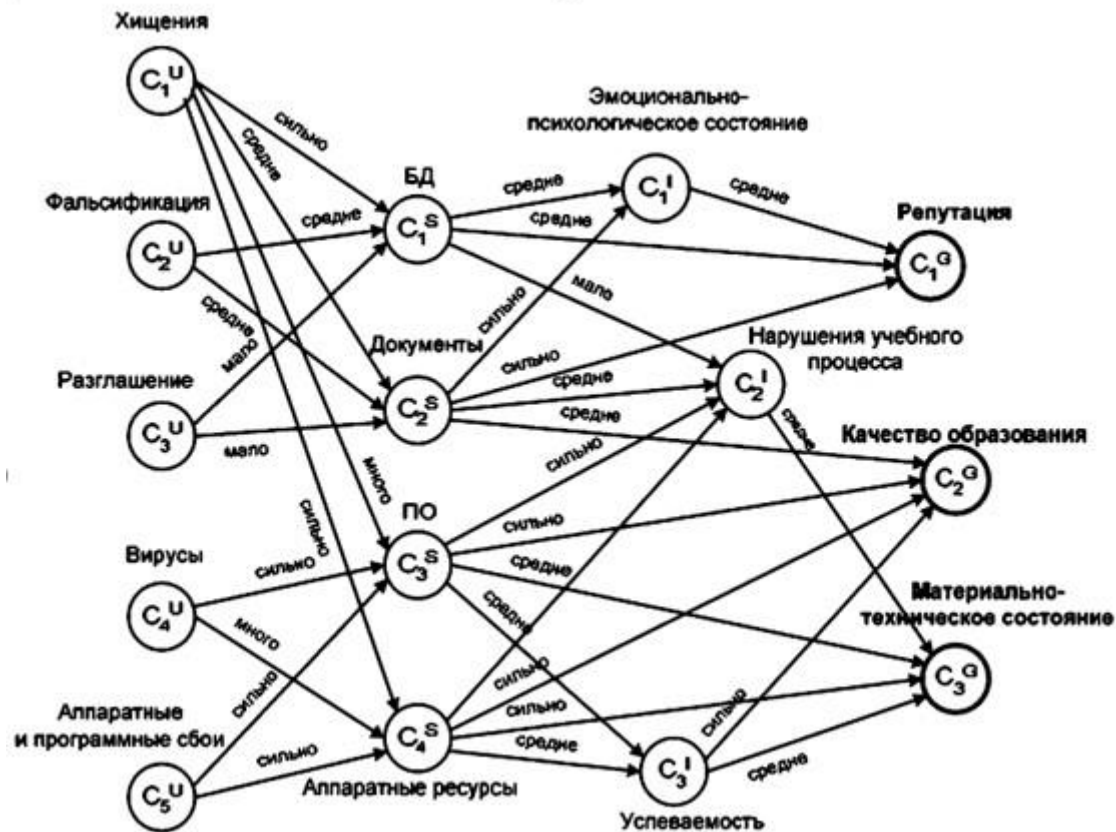 Хищения
C₁ᵁ
Эмоционально-
психологическое состояние
сильно
средне
БД
C₁ᴵ
средне
средне
Фальсификация
средне
C₁ˢ
средне
Репутация
C₂ᵁ
C₁ᴳ
мало
средне
сильно
Документы
Нарушения учебного
процесса
мало
сильно
Разглашение
C₂ˢ
средне
C₂ᴵ
C₃ᵁ
мало
средне
средне
Качество образования
много
сильно
ПО
C₂ᴳ
сильно
Вирусы
сильно
сильно
C₃ˢ
средне
Материально-
техническое состояние
C₄ᵁ
много
средне
C₃ᴳ
сильно
сильно
Аппаратные
и программные сбои
сильно
C₄ˢ
сильно
сильно
средне
C₃ᴵ
средне
C₅ᵁ
Аппаратные ресурсы
Успеваемость